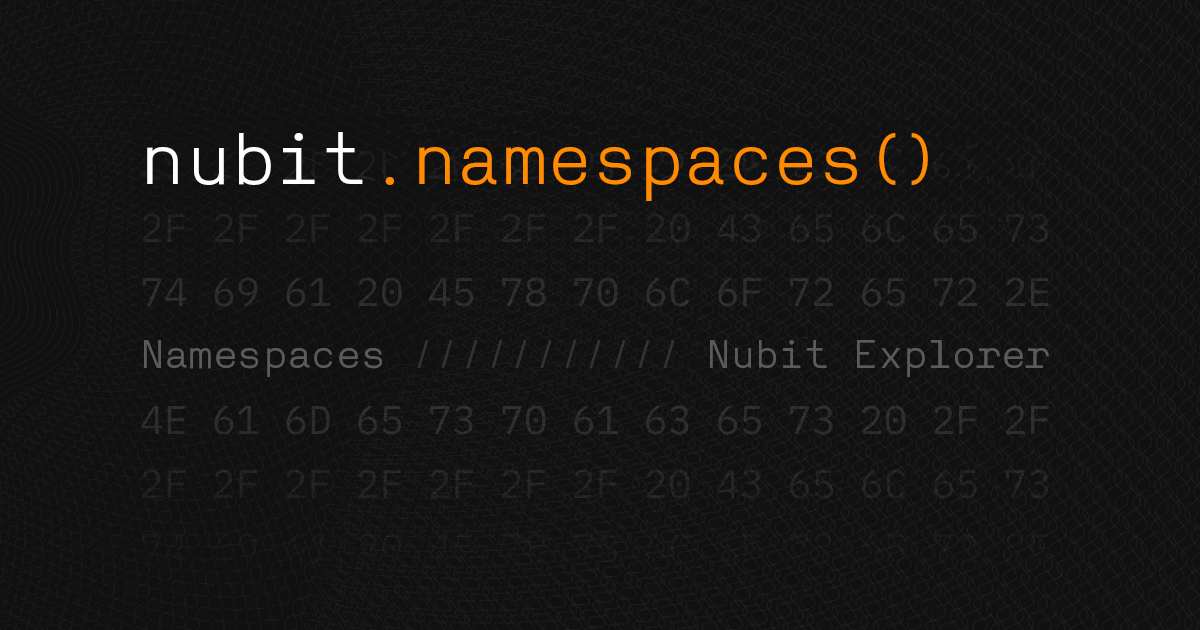 nubit.namespaces()
2F 2F 2F 2F 2F 2F 2F 20 43 65 6C 65 73
74 69 61 20 45 78 70 6C 6F 72 65 72 2E
Namespaces /////////// Nubit Explorer
4E 61 6D 65 73 70 61 63 65 73 20 2F 2F
2F 2F 2F 2F 2F 2F 2F 20 43 65 6C 65 73